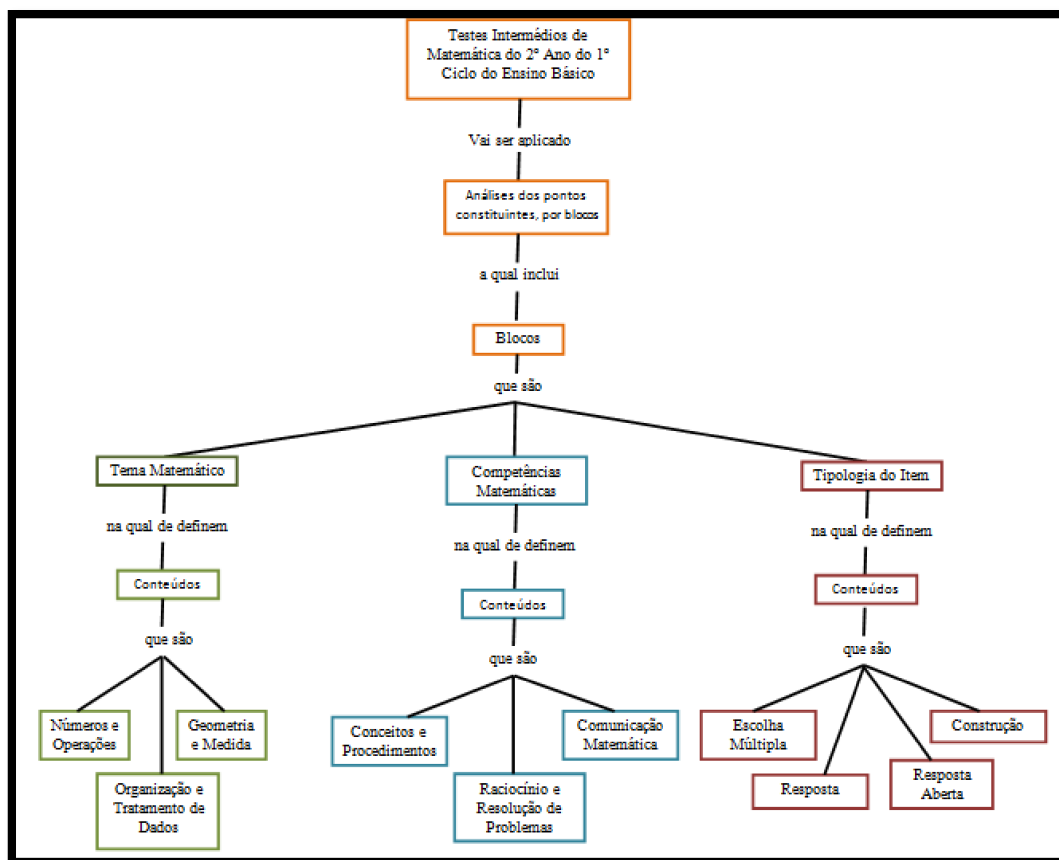 Testes Intermédios de
Matemática do 2º Ano do 1º
Ciclo do Ensino Básico
Vai ser aplicado
Análises dos pontos
constituintes, por blocos
a qual inclui
Blocos
que são
Tema Matemático
na qual de definem
Conteúdos
que são
Números e
Operações
Organização e
Tratamento de
Dados
Geometria
e Medida
Competências
Matemáticas
na qual de definem
Conteúdos
que são
Conceitos e
Procedimentos
Raciocínio e
Resolução de
Problemas
Comunicação
Matemática
Tipologia do Item
na qual de definem
Conteúdos
que são
Escolha
Múltipla
Resposta
Resposta
Aberta
Construção